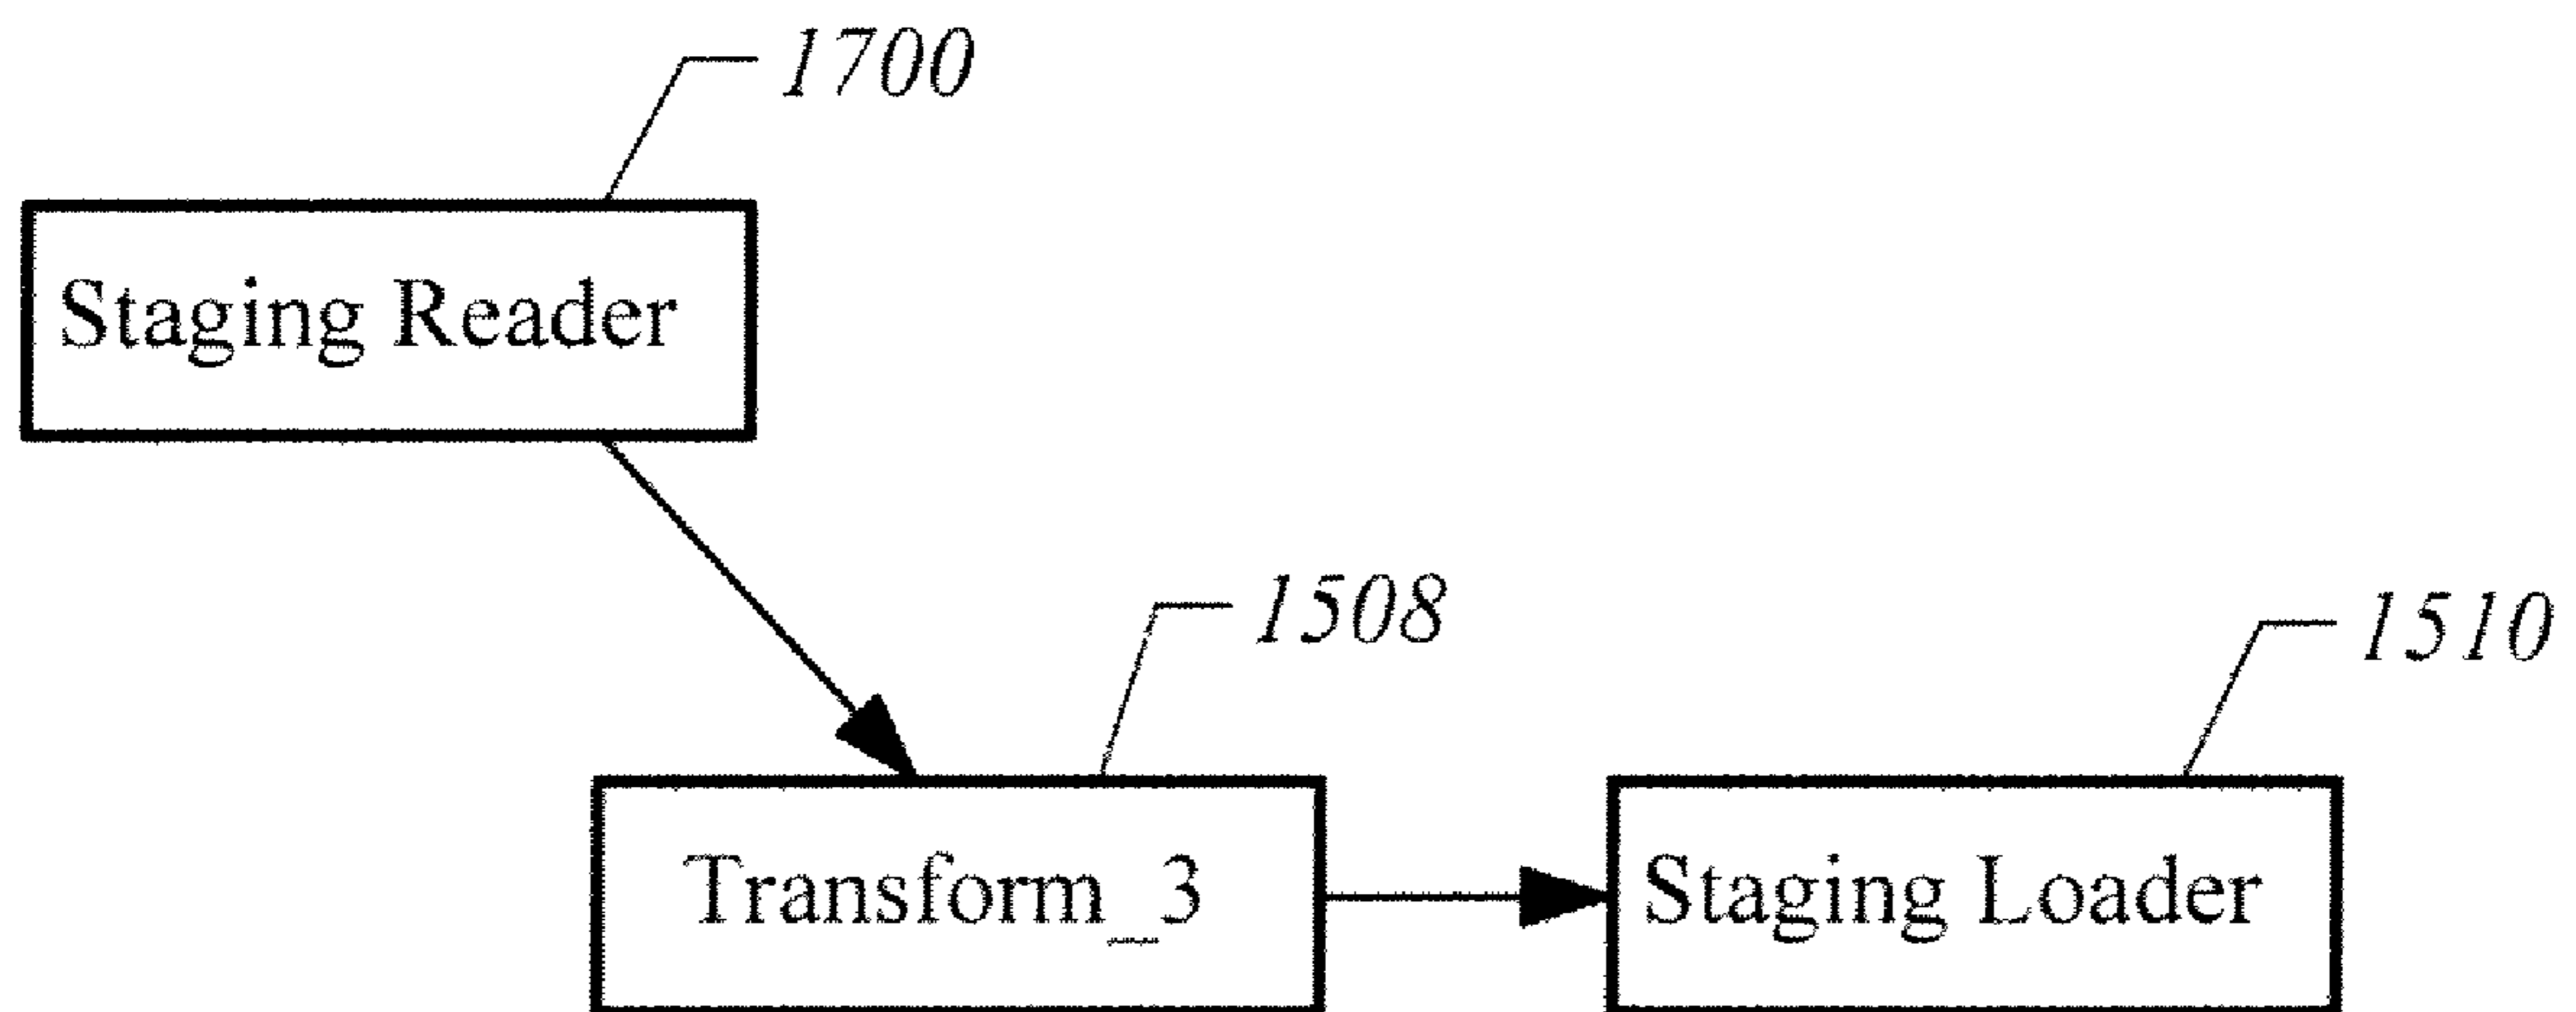 1700
Staging Reader
1508
1510
Transform_3
Staging Loader